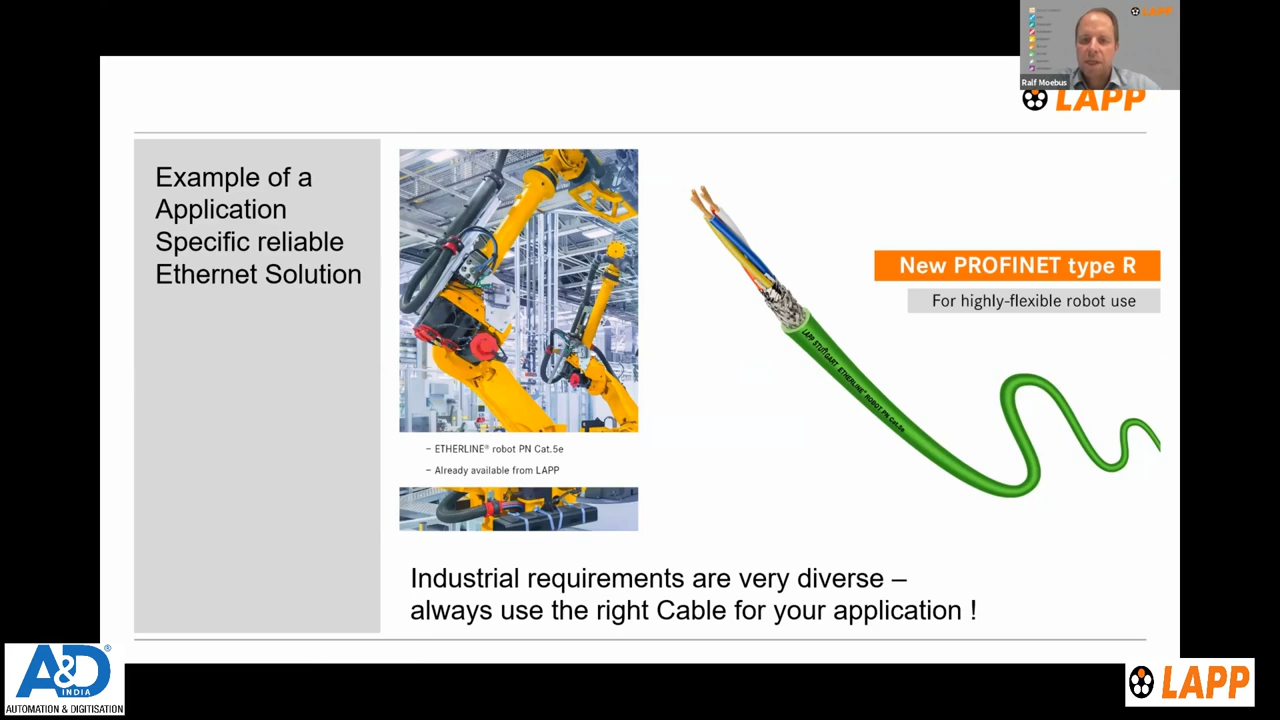 LAPP
Ralf Moebus
LAPP
Example of a
Application
Specific reliable
Ethernet Solution
LAPP STUTTGART ETHERLINE® ROBOT PN Cat.5e
New PROFINET type R
For highly-flexible robot use
– ETHERLINE® robot PN Cat.5e
– Already available from LAPP
Industrial requirements are very diverse –
always use the right Cable for your application !
A&D®
INDIA
AUTOMATION & DIGITISATION
LAPP